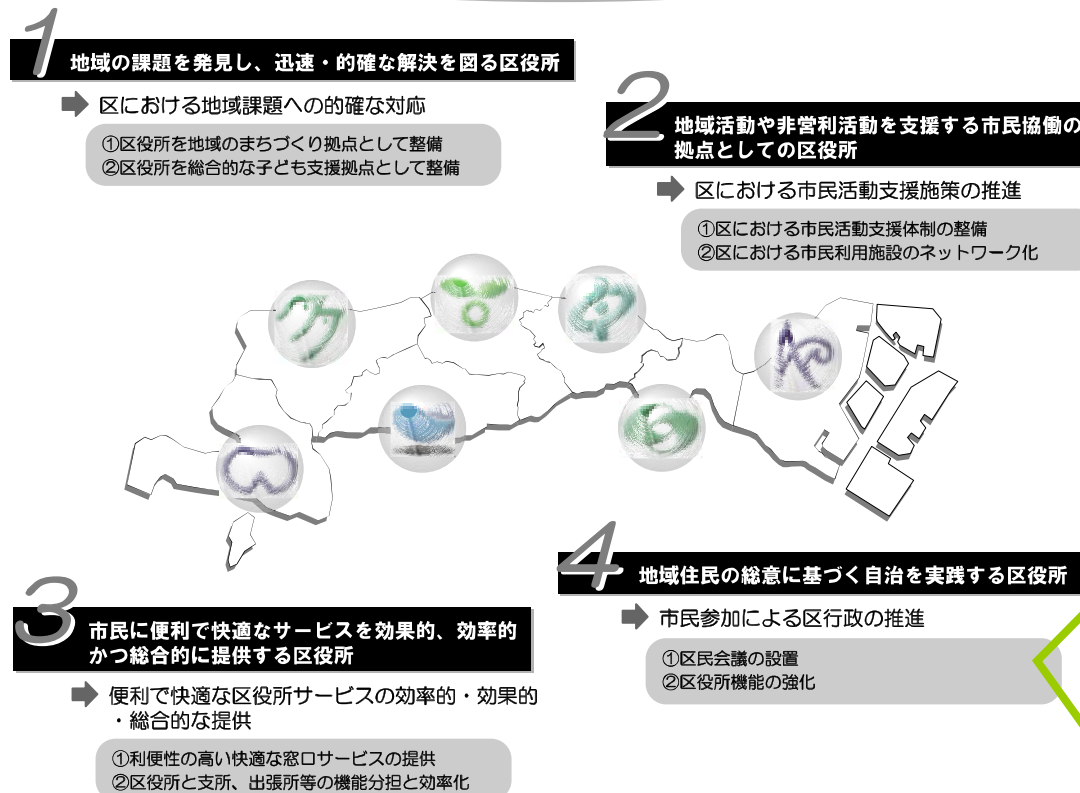 1
地域の課題を発見し、迅速・的確な解決を図る区役所
区における地域課題への的確な対応
①区役所を地域のまちづくり拠点として整備
②区役所を総合的な子ども支援拠点として整備
2
地域活動や非営利活動を支援する市民協働の
拠点としての区役所
区における市民活動支援施策の推進
①区における市民活動支援体制の整備
②区における市民利用施設のネットワーク化
3
市民に便利で快適なサービスを効果的、効率的
かつ総合的に提供する区役所
便利で快適な区役所サービスの効率的・効果的
・総合的な提供
①利便性の高い快適な窓口サービスの提供
②区役所と支所、出張所等の機能分担と効率化
4
地域住民の総意に基づく自治を実践する区役所
市民参加による区行政の推進
①区民会議の設置
②区役所機能の強化